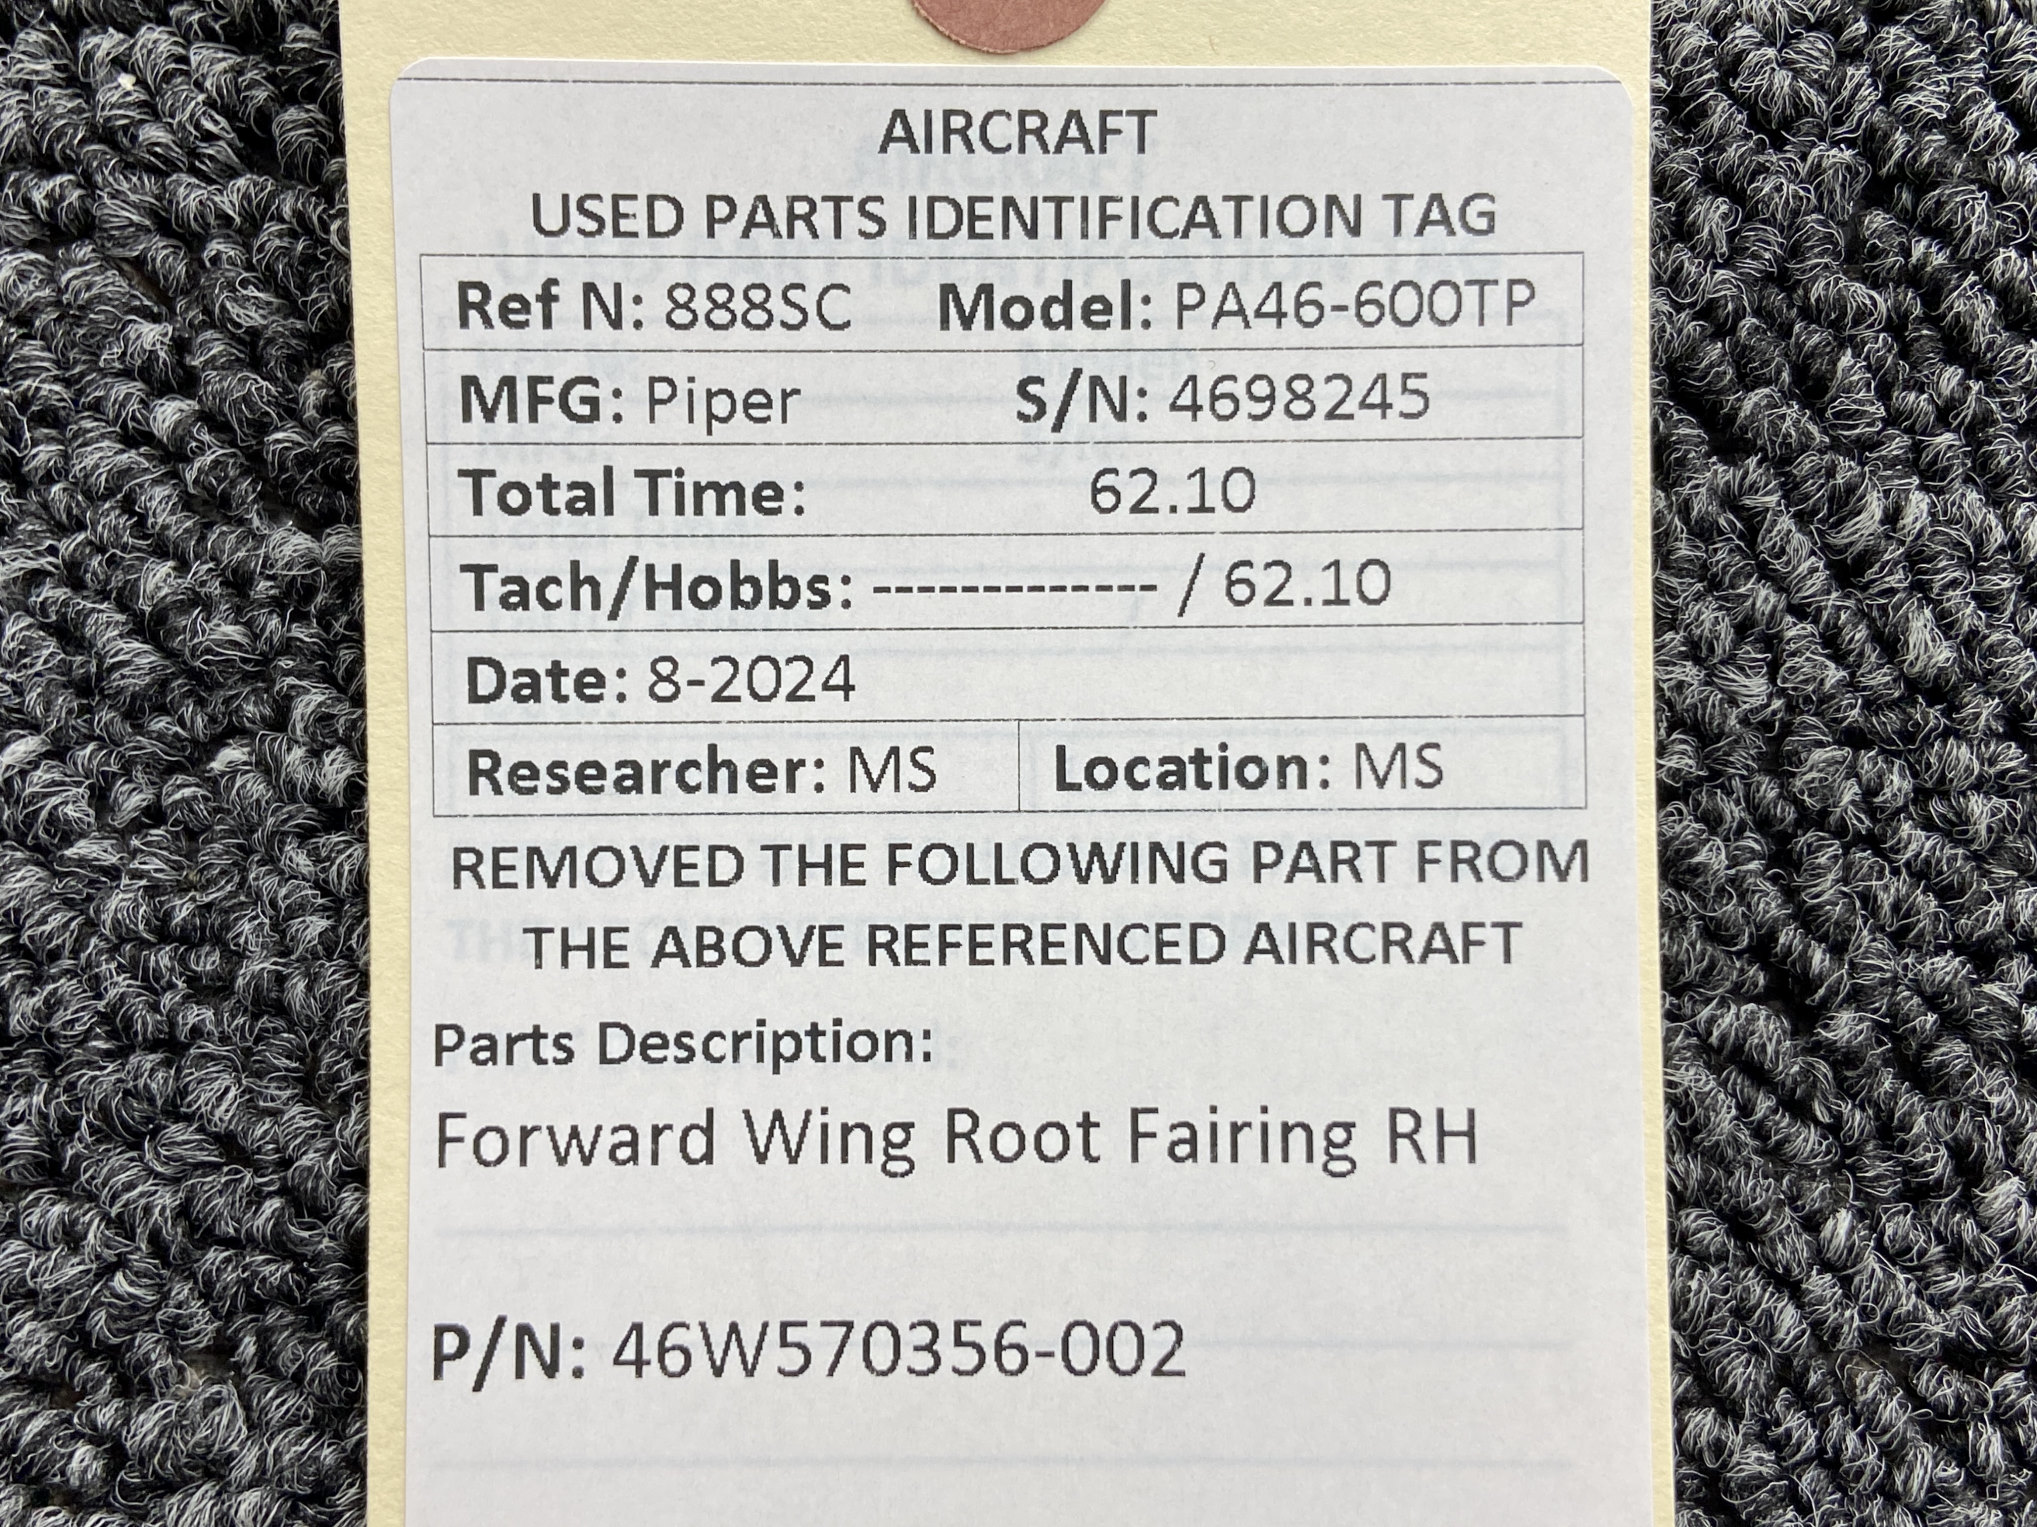 AIRCRAFT
USED PARTS IDENTIFICATION TAG
Ref N: 888SC Model: PA46-600TP
MFG: Piper S/N: 4698245
Total Time: 62.10
Tach/Hobbs: ------------- / 62.10
Date: 8-2024
Researcher: MS Location: MS
REMOVED THE FOLLOWING PART FROM
THE ABOVE REFERENCED AIRCRAFT
Parts Description:
Forward Wing Root Fairing RH
P/N: 46W570356-002